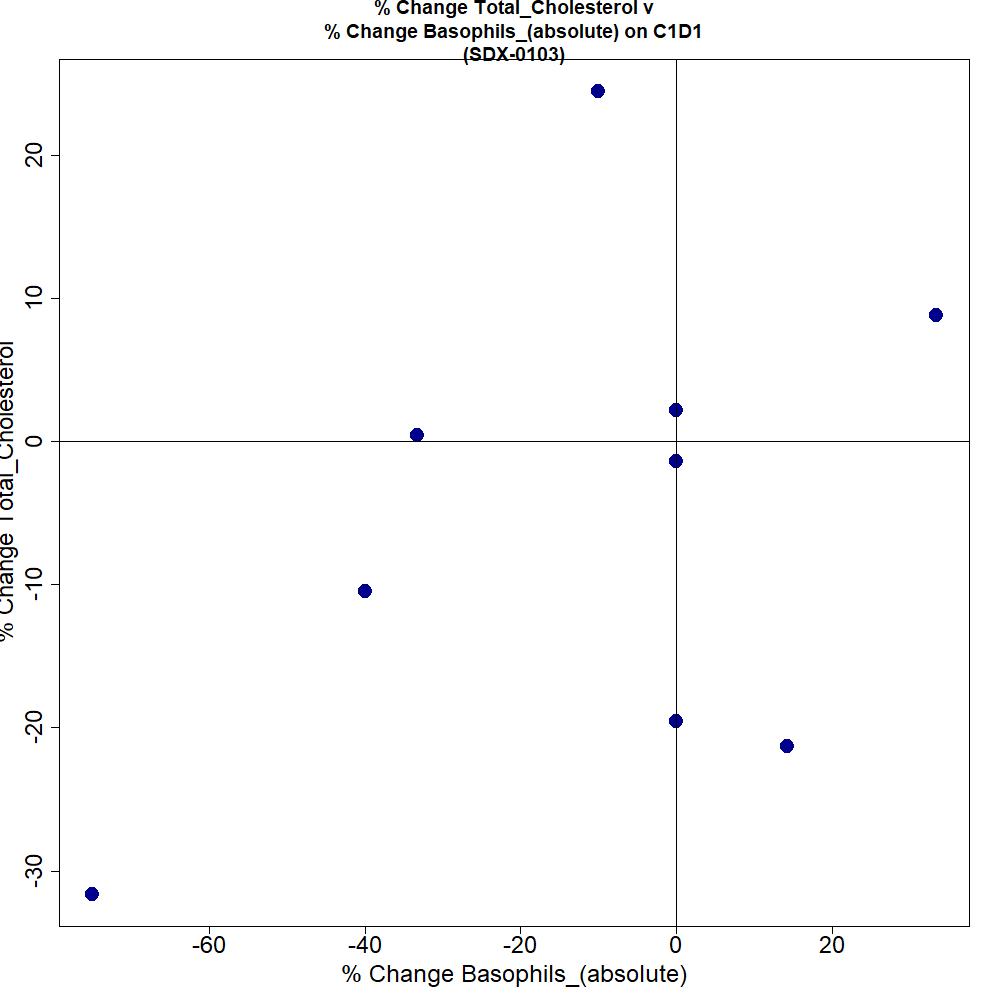 % Change Total_Cholesterol v
% Change Basophils_(absolute) on C1D1
(SDX-0103)
% Change Total_Cholesterol
20
10
0
-10
-20
-30
-60
-40
-20
0
20
% Change Basophils_(absolute)